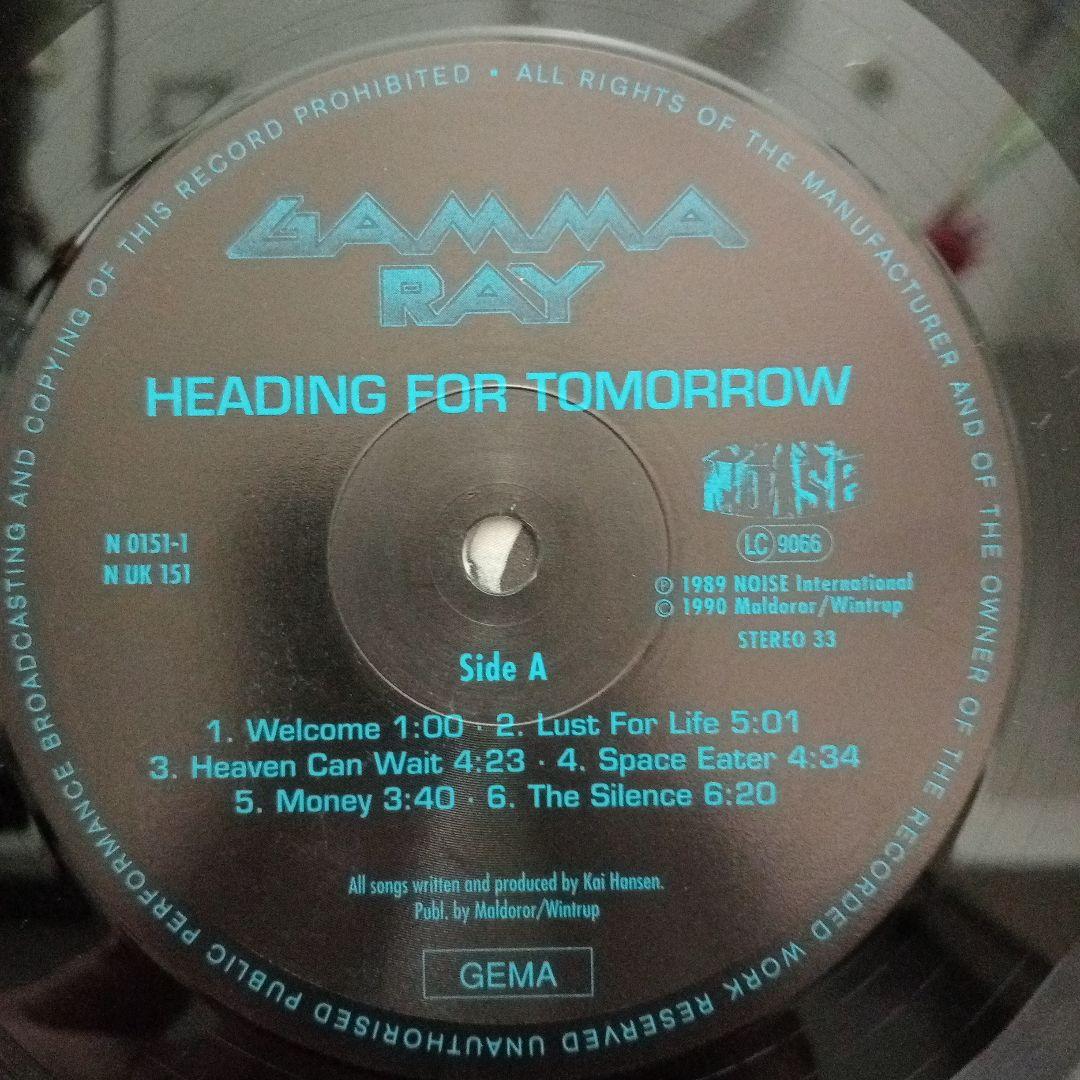 ALL RIGHTS OF THE MANUFACTURER AND OF THE OWNER OF THE RECORDED WORK RESERVED UNAUTHORISED PUBLIC PERFORMANCE BROADCASTING AND COPYING OF THIS RECORD PROHIBITED •
GAMMA
RAY
HEADING FOR TOMORROW
NOISE
LC 9066
N 0151-1
N UK 151
℗ 1989 NOISE International
© 1990 Maldoror/Wintrup
STEREO 33
Side A
1. Welcome 1:00 · 2. Lust For Life 5:01
3. Heaven Can Wait 4:23 · 4. Space Eater 4:34
5. Money 3:40 · 6. The Silence 6:20
All songs written and produced by Kai Hansen.
Publ. by Maldoror/Wintrup
GEMA